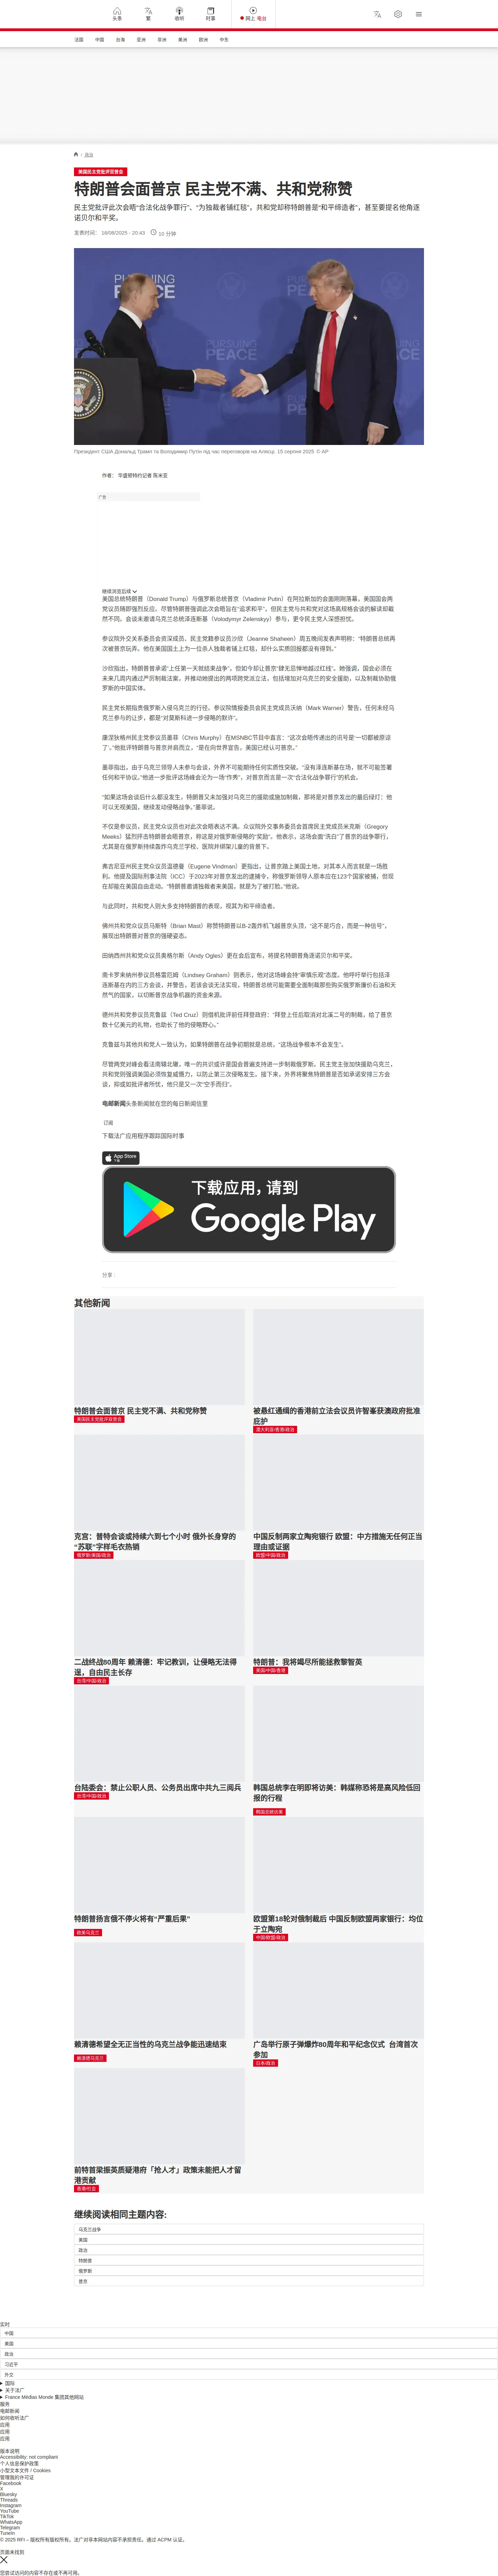 头条
繁
收听
时事
网上 电台
法国
中国
台海
亚洲
非洲
美洲
欧洲
中东
/ 政治
美国民主党批评双普会
特朗普会面普京 民主党不满、共和党称赞
民主党批评此次会晤“合法化战争罪行”、“为独裁者铺红毯”，共和党却称特朗普是“和平缔造者”，甚至要提名他角逐
诺贝尔和平奖。
发表时间： 16/08/2025 - 20:43 10 分钟
PURSUING
PEACE
PURSUING
PEACE
Президент США Дональд Трамп та Володимир Путін під час переговорів на Алясці, 15 серпня 2025 © AP
作者： 华盛顿特约记者 陈米亚
广告
继续浏览后续
美国总统特朗普（Donald Trump）与俄罗斯总统普京（Vladimir Putin）在阿拉斯加的会面刚刚落幕，美国国会两
党议员随即强烈反应。尽管特朗普强调此次会晤旨在“追求和平”，但民主党与共和党对这场高规格会谈的解读却截
然不同。会谈未邀请乌克兰总统泽连斯基（Volodymyr Zelenskyy）参与，更令民主党人深感担忧。
参议院外交关系委员会资深成员、民主党籍参议员沙欣（Jeanne Shaheen）周五晚间发表声明称：“特朗普总统再
次被普京玩弄。他在美国国土上为一位杀人独裁者铺上红毯，却什么实质回报都没有得到。”
沙欣指出，特朗普曾承诺“上任第一天就结束战争”，但如今却让普京“肆无忌惮地越过红线”。她强调，国会必须在
未来几周内通过严厉制裁法案，并推动她提出的两项跨党派立法，包括增加对乌克兰的安全援助，以及制裁协助俄
罗斯的中国实体。
民主党长期指责俄罗斯入侵乌克兰的行径。参议院情报委员会民主党成员沃纳（Mark Warner）警告，任何未经乌
克兰参与的让步，都是“对莫斯科进一步侵略的默许”。
康涅狄格州民主党参议员墨菲（Chris Murphy）在MSNBC节目中直言：“这次会晤传递出的讯号是‘一切都被原谅
了’。”他批评特朗普与普京并肩而立，“是在向世界宣告，美国已经认可普京。”
墨菲指出，由于乌克兰领导人未参与会谈，外界不可能期待任何实质性突破。“没有泽连斯基在场，就不可能签署
任何和平协议。”他进一步批评这场峰会沦为一场“作秀”，对普京而言是一次“合法化战争罪行”的机会。
“如果这场会谈后什么都没发生，特朗普又未加强对乌克兰的援助或施加制裁，那将是对普京发出的最后绿灯：他
可以无视美国，继续发动侵略战争。”墨菲说。
不仅是参议员，民主党众议员也对此次会晤表达不满。众议院外交事务委员会首席民主党成员米克斯（Gregory
Meeks）猛烈抨击特朗普会晤普京，称这是对俄罗斯侵略的“奖励”。他表示，这场会面“洗白”了普京的战争罪行，
尤其是在俄罗斯持续轰炸乌克兰学校、医院并绑架儿童的背景下。
弗吉尼亚州民主党众议员温德曼（Eugene Vindman）更指出，让普京踏上美国土地，对其本人而言就是一场胜
利。他提及国际刑事法院（ICC）于2023年对普京发出的逮捕令，称俄罗斯领导人原本应在123个国家被捕，但现
在却能在美国自由走动。“特朗普邀请独裁者来美国，就是为了被打脸。”他说。
与此同时，共和党人则大多支持特朗普的表现，视其为和平缔造者。
佛州共和党众议员马斯特（Brian Mast）称赞特朗普以B-2轰炸机飞越普京头顶，“这不是巧合，而是一种信号”，
展现出特朗普对普京的强硬姿态。
田纳西州共和党众议员奥格尔斯（Andy Ogles）更在会后宣布，将提名特朗普角逐诺贝尔和平奖。
南卡罗来纳州参议员格雷厄姆（Lindsey Graham）则表示，他对这场峰会持“审慎乐观”态度。他呼吁举行包括泽
连斯基在内的三方会谈，并警告，若该会谈无法实现，特朗普总统可能需要全面制裁那些购买俄罗斯廉价石油和天
然气的国家，以切断普京战争机器的资金来源。
德州共和党参议员克鲁兹（Ted Cruz）则借机批评前任拜登政府：“拜登上任后取消对北溪二号的制裁，给了普京
数十亿美元的礼物，也助长了他的侵略野心。”
克鲁兹与其他共和党人一致认为，如果特朗普在战争初期就是总统，“这场战争根本不会发生”。
尽管两党对峰会看法南辕北辙，唯一的共识或许是国会普遍支持进一步制裁俄罗斯。民主党主张加快援助乌克兰，
共和党则强调美国必须恢复威慑力，以防止第三次侵略发生。接下来，外界将聚焦特朗普是否如承诺安排三方会
谈，抑或如批评者所忧，他只是又一次“空手而归”。
电邮新闻头条新闻就在您的每日新闻信里
订阅
下载法广应用程序跟踪国际时事
App Store
下载
下载应用，请到
Google Play
分享 :
其他新闻
特朗普会面普京 民主党不满、共和党称赞
美国民主党批评双普会
被悬红通缉的香港前立法会议员许智峯获澳政府批准
庇护
澳大利亚/香港/政治
克宫：普特会谈或持续六到七个小时 俄外长身穿的
“苏联”字样毛衣热销
俄罗斯/美国/政治
中国反制两家立陶宛银行 欧盟：中方措施无任何正当
理由或证据
欧盟/中国/政治
二战终战80周年 赖清德：牢记教训，让侵略无法得
逞，自由民主长存
台湾/中国/政治
特朗普：我将竭尽所能拯救黎智英
美国/中国/香港
台陆委会：禁止公职人员、公务员出席中共九三阅兵
台湾/中国/政治
韩国总统李在明即将访美：韩媒称恐将是高风险低回
报的行程
韩国总统访美
特朗普扬言俄不停火将有“严重后果”
欧美乌克兰
欧盟第18轮对俄制裁后 中国反制欧盟两家银行：均位
于立陶宛
中国/欧盟/政治
赖清德希望全无正当性的乌克兰战争能迅速结束
赖清德乌克兰
广岛举行原子弹爆炸80周年和平纪念仪式 台湾首次
参加
日本/政治
前特首梁振英质疑港府「抢人才」政策未能把人才留
港贡献
香港/社会
继续阅读相同主题内容:
乌克兰战争
美国
政治
特朗普
俄罗斯
普京
实时
中国
美国
政治
习近平
外交
国际
关于法广
France Médias Monde 集团其他网站
服务
电邮新闻
如何收听法广
应用
应用
应用
版本说明
Accessibility: not compliant
个人信息保护政策
小型文本文件 / Cookies
管理我的许可证
Facebook
X
Bluesky
Threads
Instagram
YouTube
TikTok
WhatsApp
Telegram
TuneIn
© 2025 RFI – 版权所有版权所有。法广对非本网站内容不承担责任。通过 ACPM 认证。
页面未找到
您尝试访问的内容不存在或不再可用。